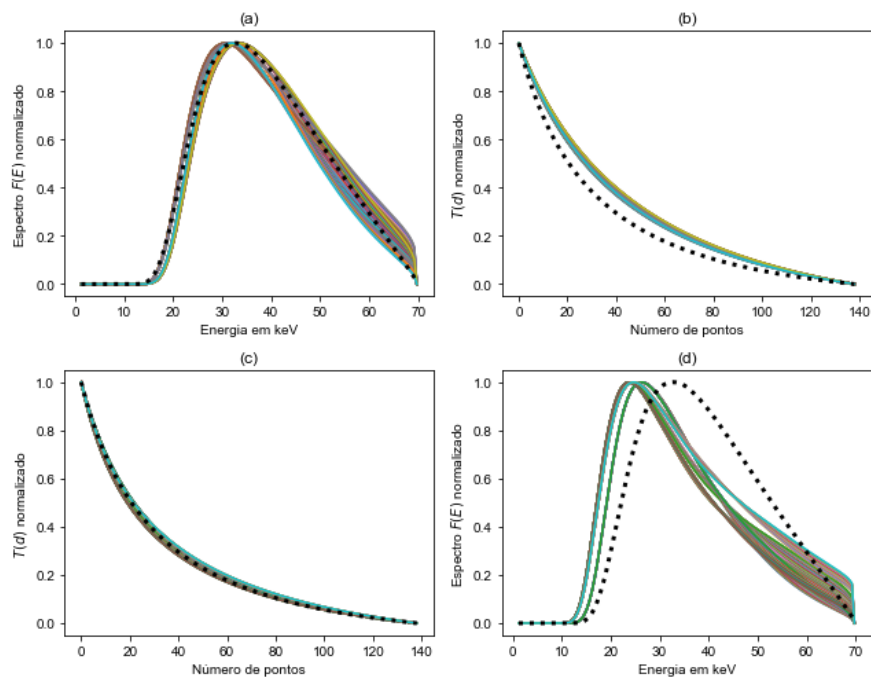 (a)
1.0
0.8
0.6
0.4
0.2
0.0
Espectro F(E) normalizado
0 10 20 30 40 50 60 70
Energia em keV
(b)
1.0
0.8
0.6
0.4
0.2
0.0
T(d) normalizado
0 20 40 60 80 100 120 140
Número de pontos
(c)
1.0
0.8
0.6
0.4
0.2
0.0
T(d) normalizado
0 20 40 60 80 100 120 140
Número de pontos
(d)
1.0
0.8
0.6
0.4
0.2
0.0
Espectro F(E) normalizado
0 10 20 30 40 50 60 70
Energia em keV